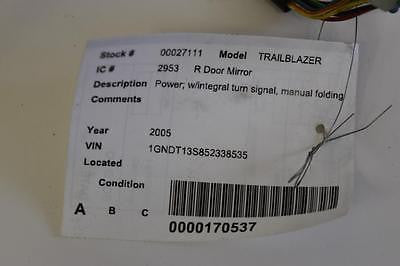 Stock # 00027111 Model TRAILBLAZER
IC # 2953 R Door Mirror
Description Power, w/integral turn signal, manual folding
Comments
Year 2005
VIN 1GNDT13S852338535
Located
Condition
A B C
0000170537